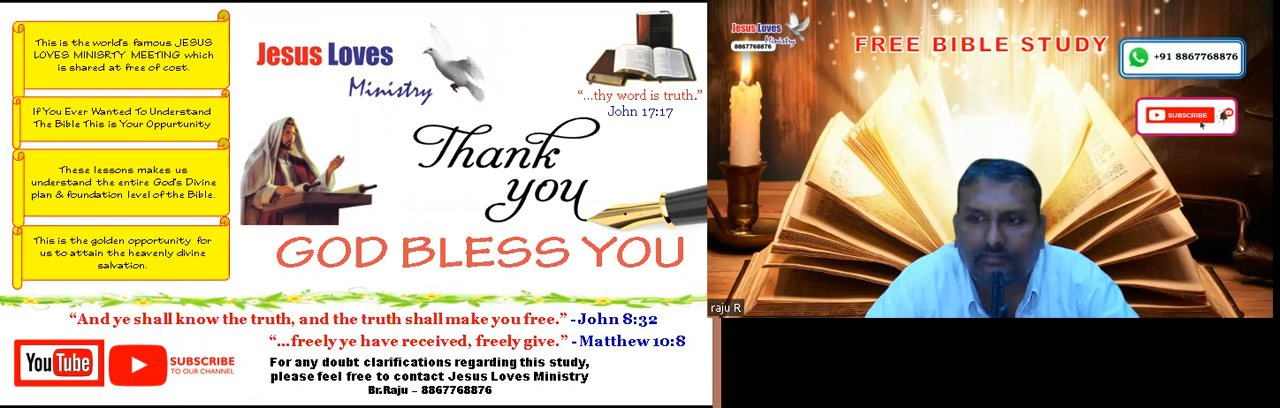 This is the world's famous JESUS
LOVES MINISRTY MEETING which
is shared at free of cost.
If You Ever Wanted To Understand
The Bible This is Your Oppurtunity
These lessons makes us
understand the entire God's Divine
plan & foundation level of the Bible.
This is the golden opportunity for
us to attain the heavenly divine
salvation.
Jesus Loves
Ministry
"...thy word is truth."
John 17:17
Thank
you
GOD BLESS YOU
"And ye shall know the truth, and the truth shall make you free." - John 8:32
"...freely ye have received, freely give." - Matthew 10:8
YouTube
SUBSCRIBE
TO OUR CHANNEL
For any doubt clarifications regarding this study,
please feel free to contact Jesus Loves Ministry
Br.Raju – 8867768876
Jesus Loves
Ministry
8867768876
FREE BIBLE STUDY
+91 8867768876
SUBSCRIBE
raju R